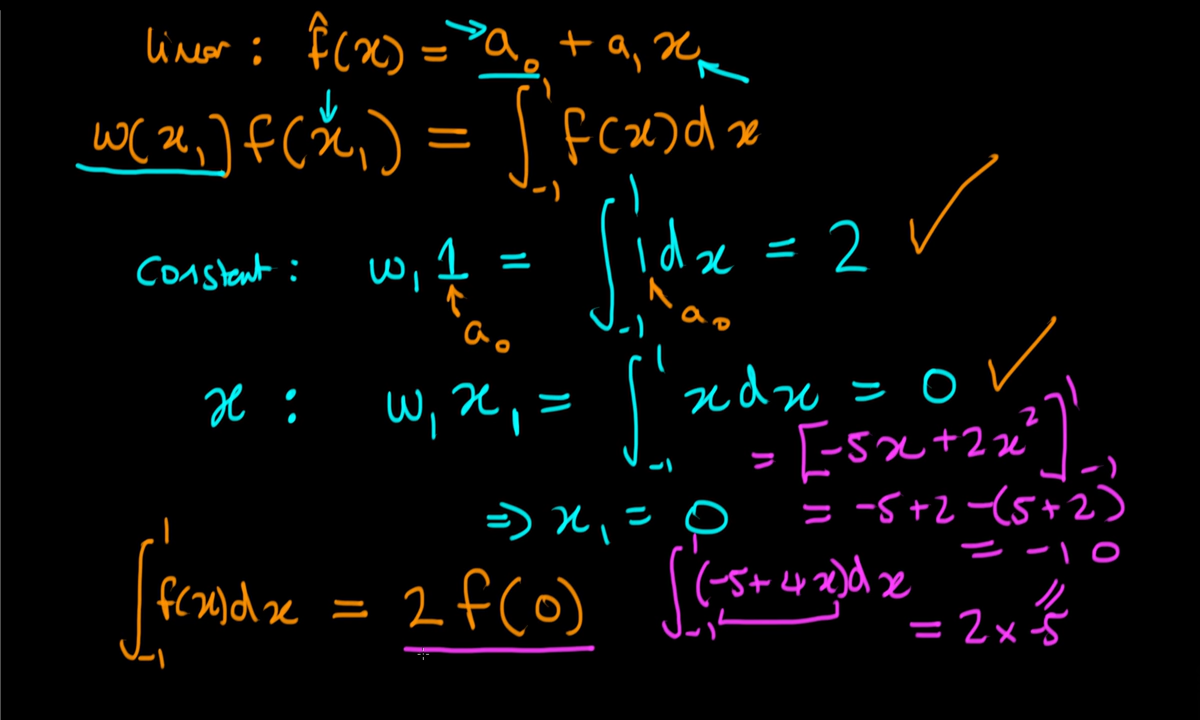 linear : f̂(x) = → a₀ + a₁ x
w(x₁) f(x₁) = ∫₋₁¹ f(x) dx
Constant : w₁ 1 = ∫₋₁¹ 1 dx = 2 ✓
↑ a₀ ↑ a₀
x : w₁ x₁ = ∫₋₁¹ x dx = 0 ✓
= [-5x + 2x²]₋₁¹
⇒ x₁ = 0
= -5 + 2 - (5 + 2)
= -10
∫₋₁¹ f(x) dx = 2 f(0)
∫₋₁¹ (-5 + 4x) dx
= 2 × -5